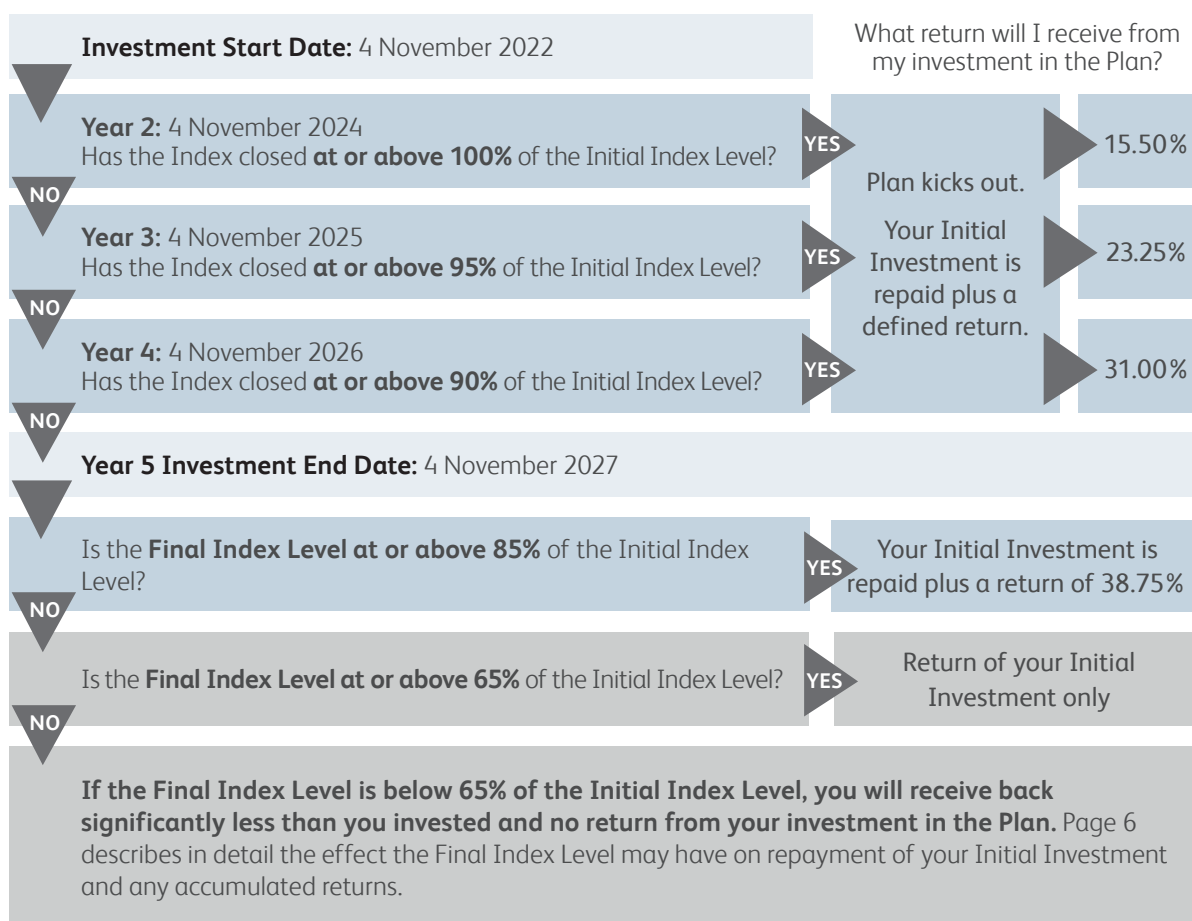 Investment Start Date: 4 November 2022
What return will I receive from
my investment in the Plan?
Year 2: 4 November 2024
Has the Index closed at or above 100% of the Initial Index Level?
YES
15.50%
NO
Plan kicks out.
Your Initial
Investment is
repaid plus a
defined return.
Year 3: 4 November 2025
Has the Index closed at or above 95% of the Initial Index Level?
YES
23.25%
NO
Year 4: 4 November 2026
Has the Index closed at or above 90% of the Initial Index Level?
YES
31.00%
NO
Year 5 Investment End Date: 4 November 2027
Is the Final Index Level at or above 85% of the Initial Index
Level?
YES
Your Initial Investment is
repaid plus a return of 38.75%
NO
Is the Final Index Level at or above 65% of the Initial Index Level?
YES
Return of your Initial
Investment only
NO
If the Final Index Level is below 65% of the Initial Index Level, you will receive back
significantly less than you invested and no return from your investment in the Plan. Page 6
describes in detail the effect the Final Index Level may have on repayment of your Initial Investment
and any accumulated returns.